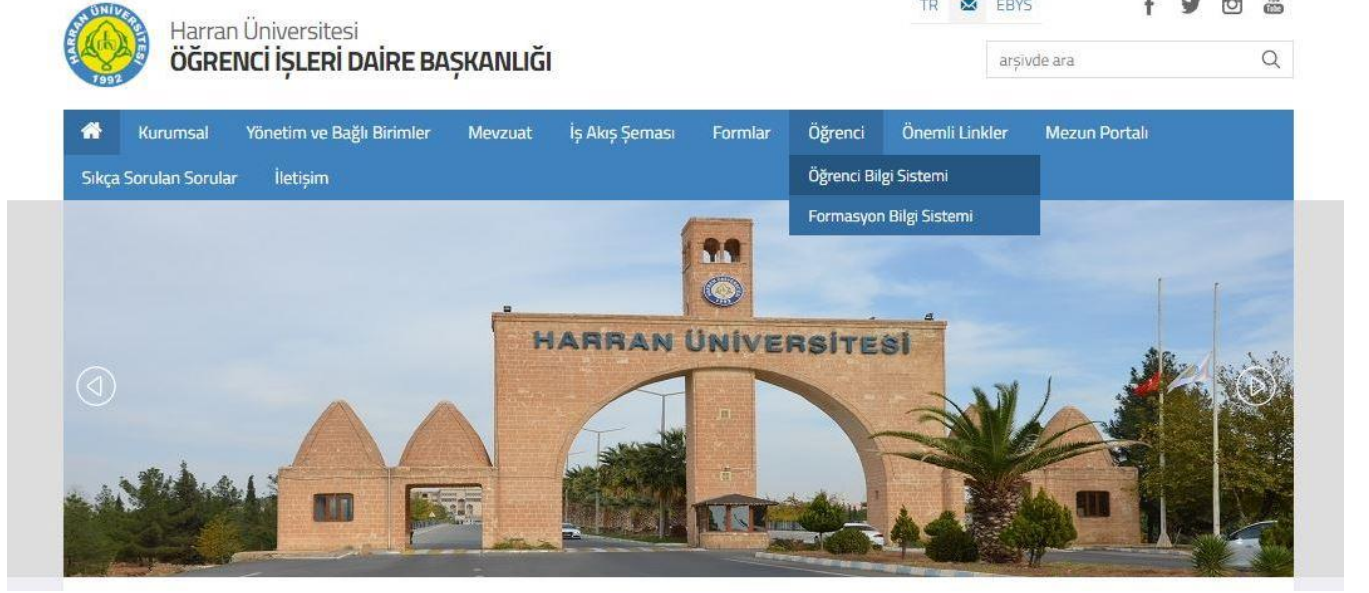 TR EBYS
HARRAN ÜNİVERSİTESİ
1992
Harran Üniversitesi
ÖĞRENCİ İŞLERİ DAİRE BAŞKANLIĞI
arşivde ara
Kurumsal Yönetim ve Bağlı Birimler Mevzuat İş Akış Şeması Formlar Öğrenci Önemli Linkler Mezun Portalı
Sıkça Sorulan Sorular İletişim
Öğrenci Bilgi Sistemi
Formasyon Bilgi Sistemi
HARRAN ÜNİVERSİTESİ